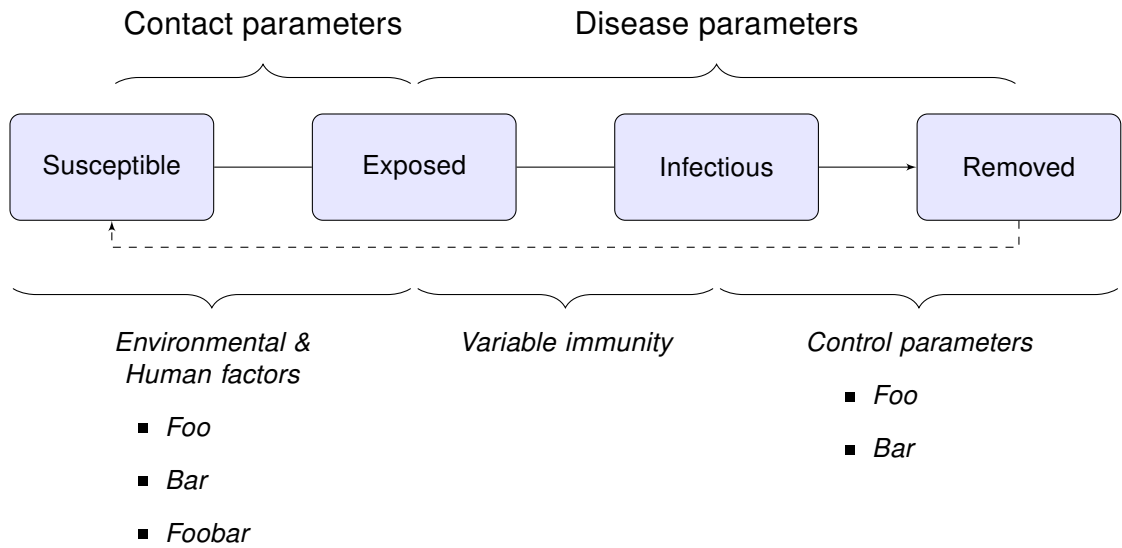 Contact parameters
Disease parameters
Susceptible
Exposed
Infectious
Removed
Environmental &
Human factors
■ Foo
■ Bar
■ Foobar
Variable immunity
Control parameters
■ Foo
■ Bar